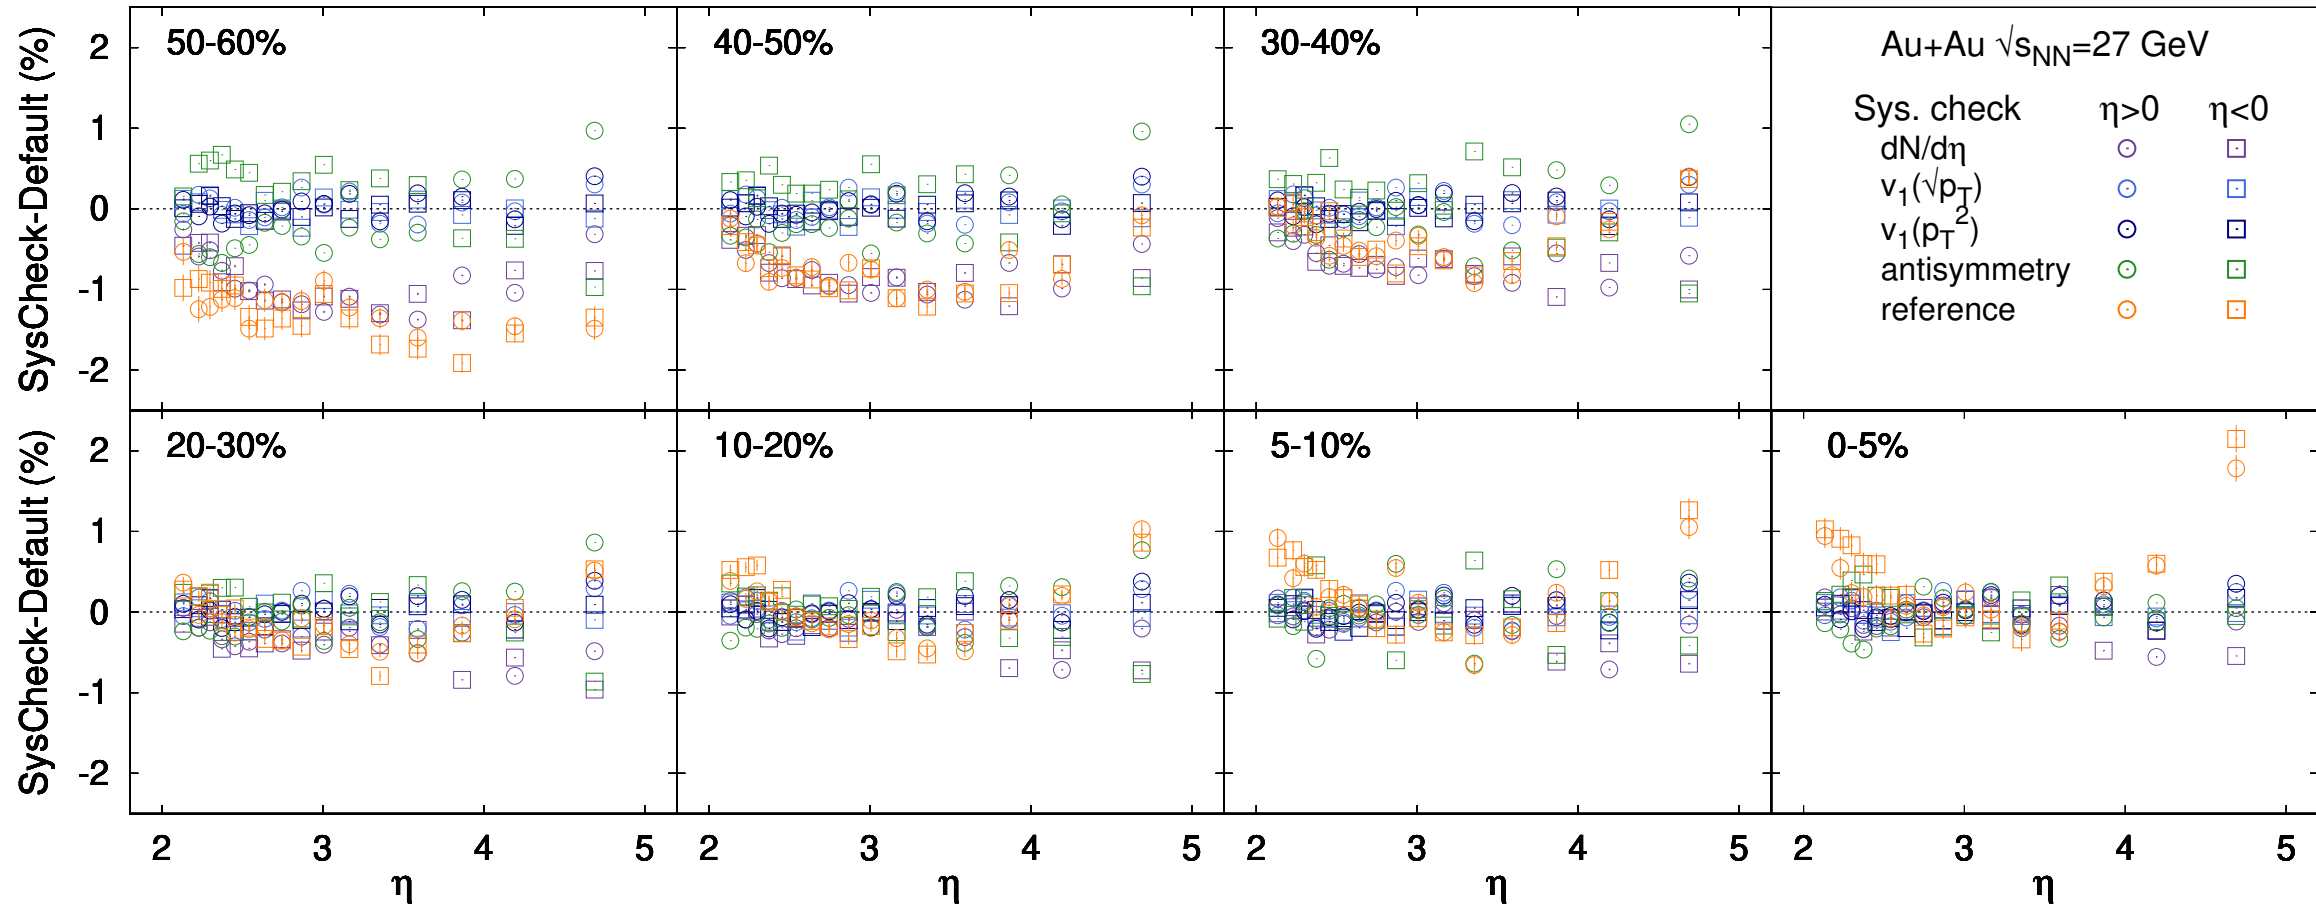 SysCheck-Default (%)
2
1
0
-1
-2
50-60%
40-50%
30-40%
Au+Au √sNN=27 GeV
Sys. check η>0 η<0
dN/dη
v1(√pT)
v1(pT2)
antisymmetry
reference
SysCheck-Default (%)
2
1
0
-1
-2
20-30%
10-20%
5-10%
0-5%
2 3 4 5 2 3 4 5 2 3 4 5 2 3 4 5
η η η η